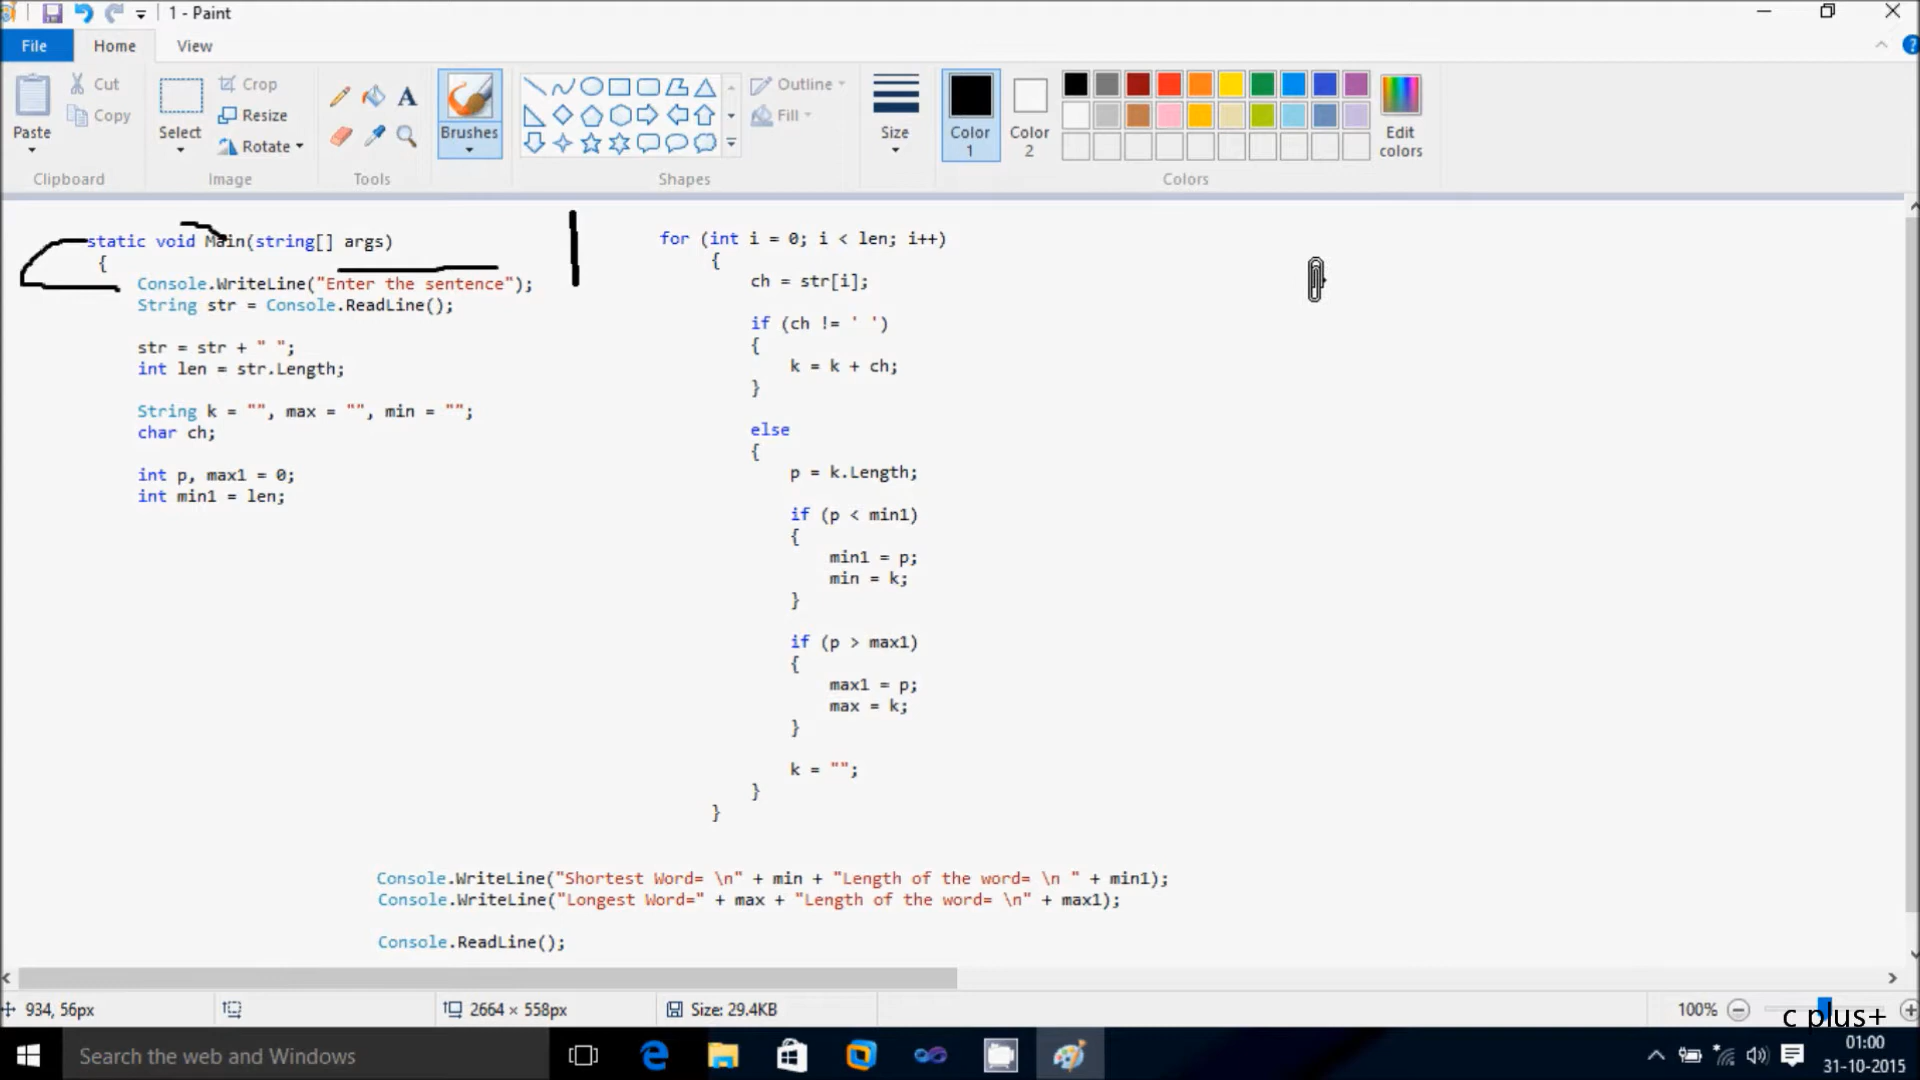 1 - Paint
File Home View
Paste
Cut
Copy
Clipboard
Select
Crop
Resize
Rotate
Image
Tools
Brushes
Shapes
Outline
Fill
Size
Color 1
Color 2
Edit colors
Colors
static void Main(string[] args)
{
Console.WriteLine("Enter the sentence");
String str = Console.ReadLine();
str = str + " ";
int len = str.Length;
String k = "", max = "", min = "";
char ch;
int p, max1 = 0;
int min1 = len;
for (int i = 0; i < len; i++)
{
ch = str[i];
if (ch != ' ')
{
k = k + ch;
}
else
{
p = k.Length;
if (p < min1)
{
min1 = p;
min = k;
}
if (p > max1)
{
max1 = p;
max = k;
}
k = "";
}
}
Console.WriteLine("Shortest Word= \n" + min + "Length of the word= \n " + min1);
Console.WriteLine("Longest Word=" + max + "Length of the word= \n" + max1);
Console.ReadLine();
934, 56px
2664 × 558px
Size: 29.4KB
100%
c plus+
Search the web and Windows
01:00
31-10-2015